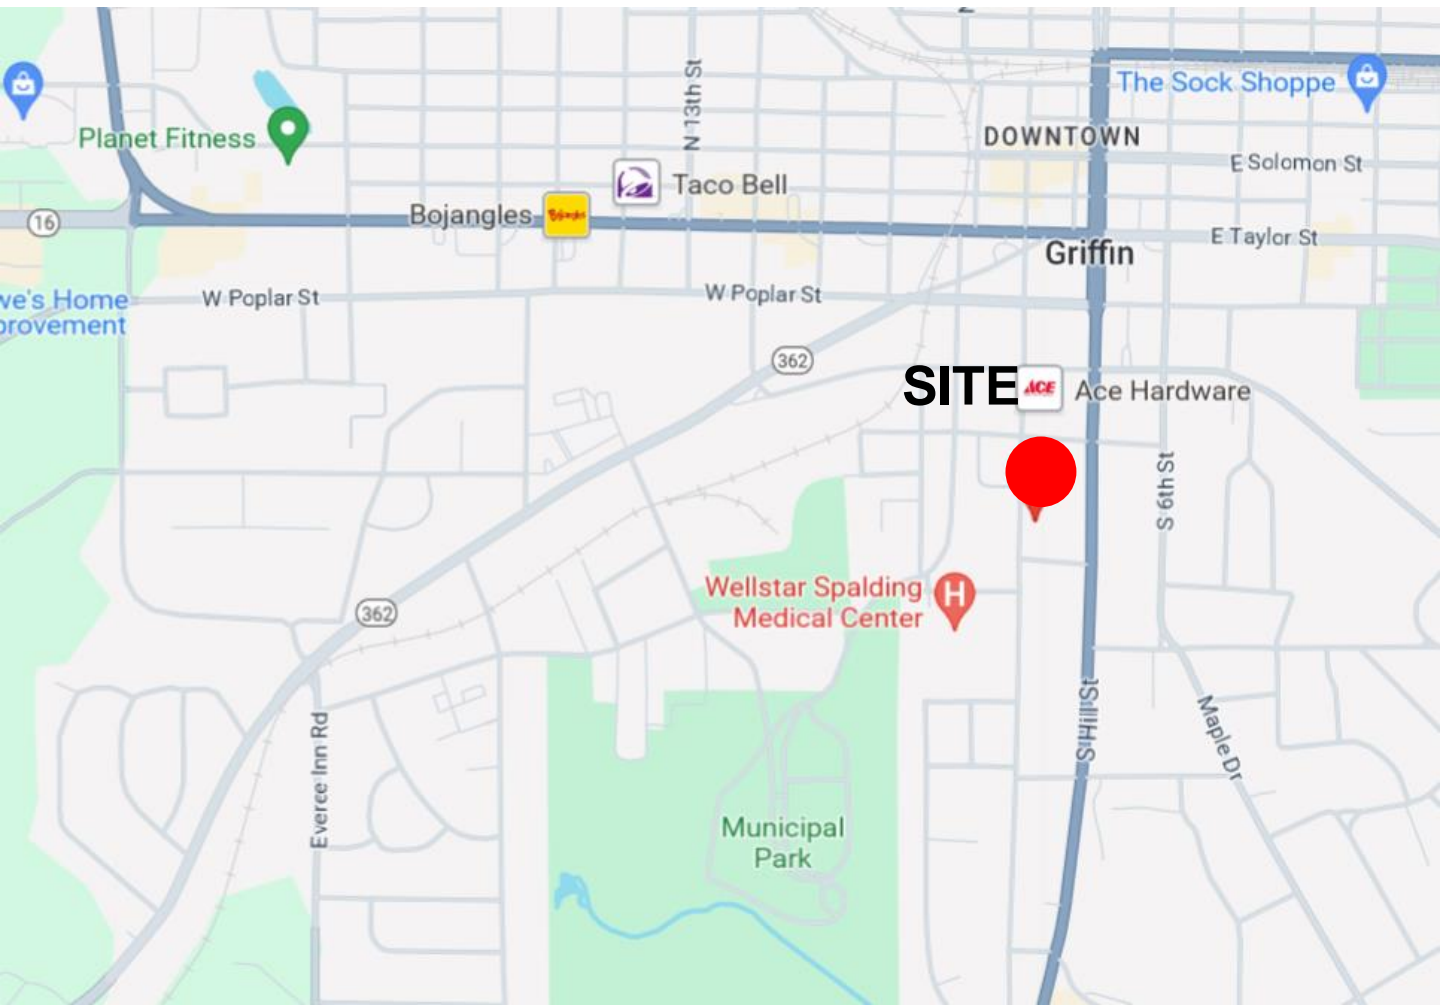 N 13th St
The Sock Shoppe
Planet Fitness
DOWNTOWN
E Solomon St
Taco Bell
Bojangles
Bojangles
16
E Taylor St
Griffin
we's Home
provement
W Poplar St
W Poplar St
362
SITE
ACE
Ace Hardware
S 6th St
Wellstar Spalding
Medical Center
H
362
S Hill St
Maple Dr
Everee Inn Rd
Municipal
Park